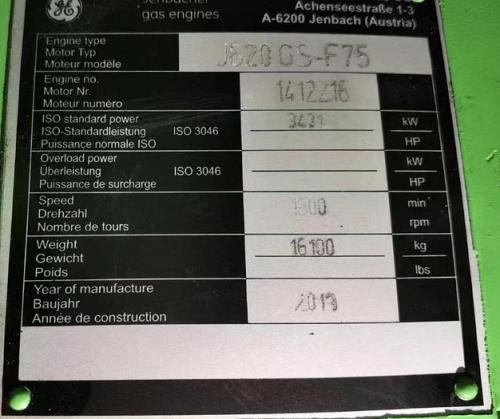 GE
Jenbacher
gas engines
Achenseestraße 1-3
A-6200 Jenbach (Austria)
Engine type
Motor Typ
Moteur modèle
J620 GS-F75
Engine no.
Motor Nr.
Moteur numéro
1412216
ISO standard power
ISO-Standardleistung ISO 3046
Puissance normale ISO
3431
kW
HP
Overload power
Überleistung ISO 3046
Puissance de surcharge
kW
HP
Speed
Drehzahl
Nombre de tours
1500
min⁻
rpm
Weight
Gewicht
Poids
16100
kg
lbs
Year of manufacture
Baujahr
Année de construction